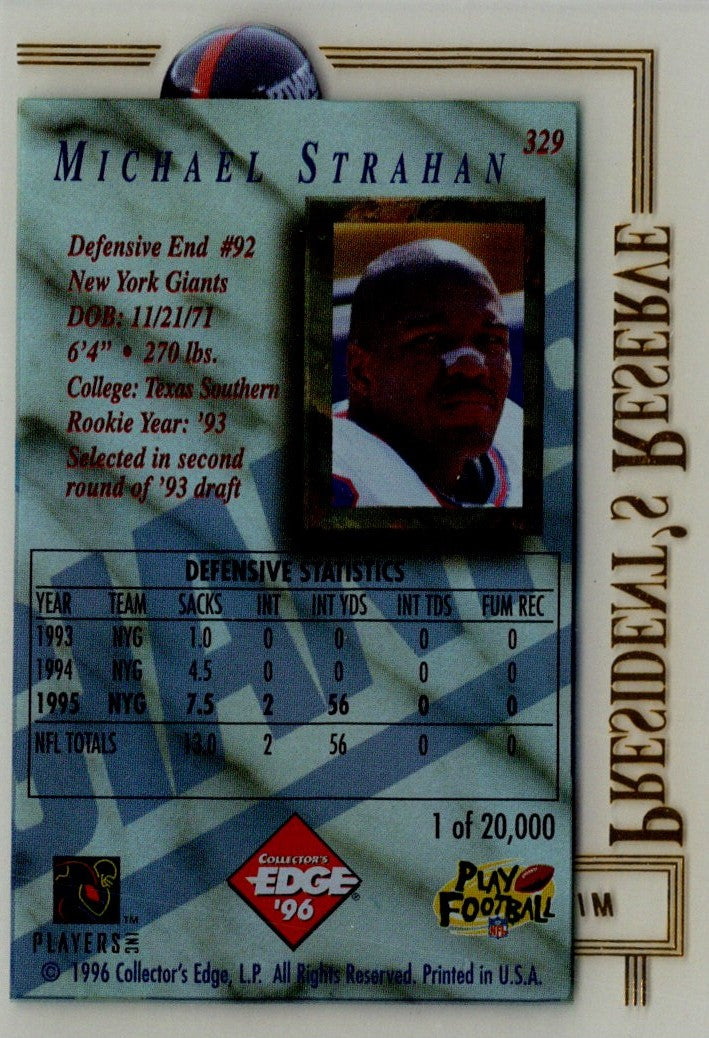 MICHAEL STRAHAN
329
Defensive End #92
New York Giants
DOB: 11/21/71
6'4" • 270 lbs.
College: Texas Southern
Rookie Year: '93
Selected in second
round of '93 draft
DEFENSIVE STATISTICS
YEAR TEAM SACKS INT INT YDS INT TDS FUM REC
1993 NYG 1.0 0 0 0 0
1994 NYG 4.5 0 0 0 0
1995 NYG 7.5 2 56 0 0
NFL TOTALS 13.0 2 56 0 0
1 of 20,000
COLLECTOR'S
EDGE
'96
PLAYERS INC ™
PLAY
FOOTBALL
NFL
© 1996 Collector's Edge, L.P. All Rights Reserved. Printed in U.S.A.
PRESIDENT'S RESERVE
MI
GIANTS